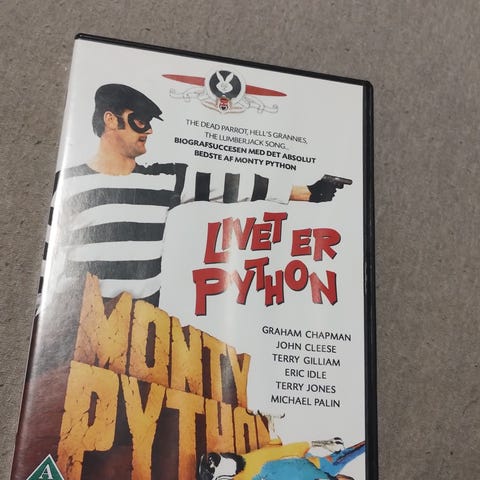 THE DEAD PARROT, HELL'S GRANNIES,
THE LUMBERJACK SONG..
BIOGRAFSUCCESEN MED DET ABSOLUT
BEDSTE AF MONTY PYTHON
LIVET ER
PYTHON
GRAHAM CHAPMAN
JOHN CLEESE
TERRY GILLIAM
ERIC IDLE
TERRY JONES
MICHAEL PALIN
MONTY
PYTHON
A